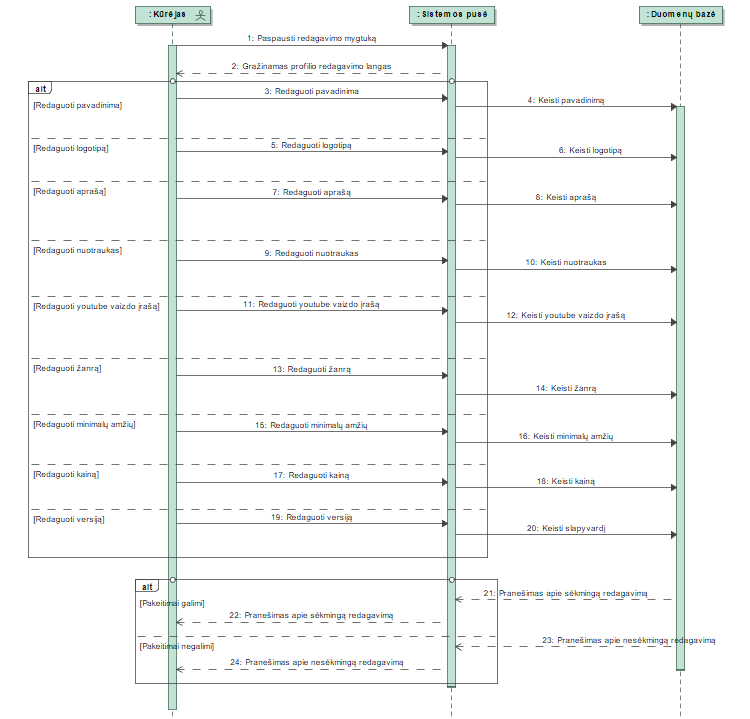 : Kūrėjas
: Sistemos pusė
: Duomenų bazė
1: Paspausti redagavimo mygtuką
2: Gražinamas profilio redagavimo langas
alt
3: Redaguoti pavadinima
[Redaguoti pavadinima]
4: Keisti pavadinimą
5: Redaguoti logotipą
[Redaguoti logotipą]
6: Keisti logotipą
[Redaguoti aprašą]
7: Redaguoti aprašą
8: Keisti aprašą
[Redaguoti nuotraukas]
9: Redaguoti nuotraukas
10: Keisti nuotraukas
[Redaguoti youtube vaizdo įrašą]
11: Redaguoti youtube vaizdo įrašą
12: Keisti youtube vaizdo įrašą
[Redaguoti žanrą]
13: Redaguoti žanrą
14: Keisti žanrą
[Redaguoti minimalų amžių]
15: Redaguoti minimalų amžių
16: Keisti minimalų amžių
[Redaguoti kainą]
17: Redaguoti kainą
18: Keisti kainą
[Redaguoti versiją]
19: Redaguoti versiją
20: Keisti slapyvardį
alt
21: Pranešimas apie sėkmingą redagavimą
[Pakeitimai galimi]
22: Pranešimas apie sėkmingą redagavimą
23: Pranešimas apie nesėkmingą redagavimą
[Pakeitimai negalimi]
24: Pranešimas apie nesėkmingą redagavimą